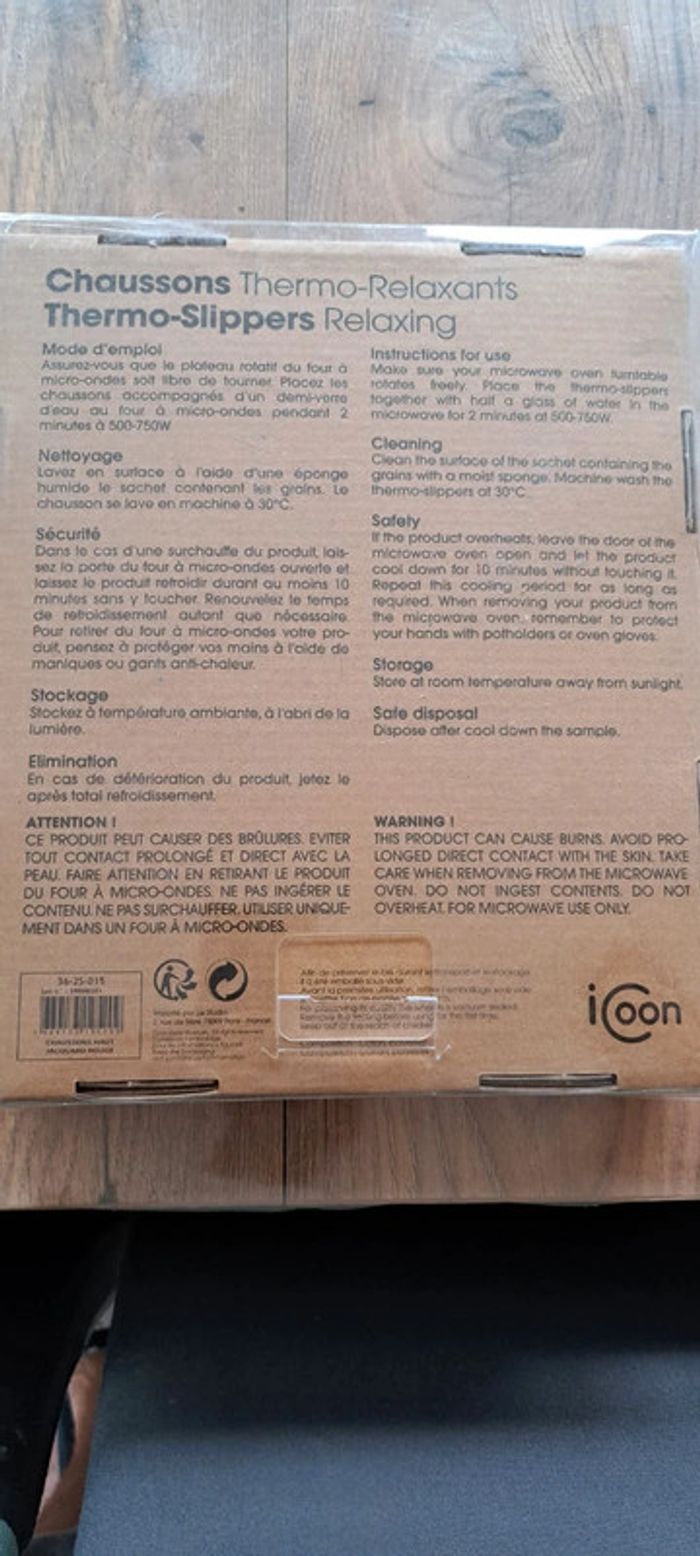 Chaussons Thermo-Relaxants
Thermo-Slippers Relaxing
Mode d'emploi
Assurez-vous que le plateau rotatif du four à
micro-ondes soit libre de tourner. Placez les
chaussons accompagnés d'un demi-verre
d'eau au four à micro-ondes pendant 2
minutes à 500-750W
Nettoyage
Lavez en surface à l'aide d'une éponge
humide le sachet contenant les grains. Le
chausson se lave en machine à 30°C.
Sécurité
Dans le cas d'une surchauffe du produit, lais-
sez la porte du four à micro-ondes ouverte et
laissez le produit refroidir durant au moins 10
minutes sans y toucher. Renouvelez le temps
de refroidissement autant que nécessaire.
Pour retirer du four à micro-ondes votre pro-
duit, pensez à protéger vos mains à l'aide de
maniques ou gants anti-chaleur.
Stockage
Stockez à température ambiante, à l'abri de la
lumière.
Elimination
En cas de détérioration du produit, jetez le
après total refroidissement.
ATTENTION !
CE PRODUIT PEUT CAUSER DES BRÛLURES. EVITER
TOUT CONTACT PROLONGÉ ET DIRECT AVEC LA
PEAU. FAIRE ATTENTION EN RETIRANT LE PRODUIT
DU FOUR À MICRO-ONDES. NE PAS INGÉRER LE
CONTENU. NE PAS SURCHAUFFER. UTILISER UNIQUE-
MENT DANS UN FOUR À MICRO-ONDES.
Instructions for use
Make sure your microwave oven turntable
rotates freely. Place the thermo-slippers
together with half a glass of water in the
microwave for 2 minutes at 500-750W.
Cleaning
Clean the surface of the sachet containing the
grains with a moist sponge. Machine wash the
thermo-slippers at 30°C.
Safety
If the product overheats, leave the door of the
microwave oven open and let the product
cool down for 10 minutes without touching it.
Repeat this cooling period for as long as
required. When removing your product from
the microwave oven, remember to protect
your hands with potholders or oven gloves.
Storage
Store at room temperature away from sunlight.
Safe disposal
Dispose after cool down the sample.
WARNING !
THIS PRODUCT CAN CAUSE BURNS. AVOID PRO-
LONGED DIRECT CONTACT WITH THE SKIN. TAKE
CARE WHEN REMOVING FROM THE MICROWAVE
OVEN. DO NOT INGEST CONTENTS. DO NOT
OVERHEAT. FOR MICROWAVE USE ONLY.
36-25-015
CHAUSSONS HAUT
JACQUARD ROUGE
iCoon